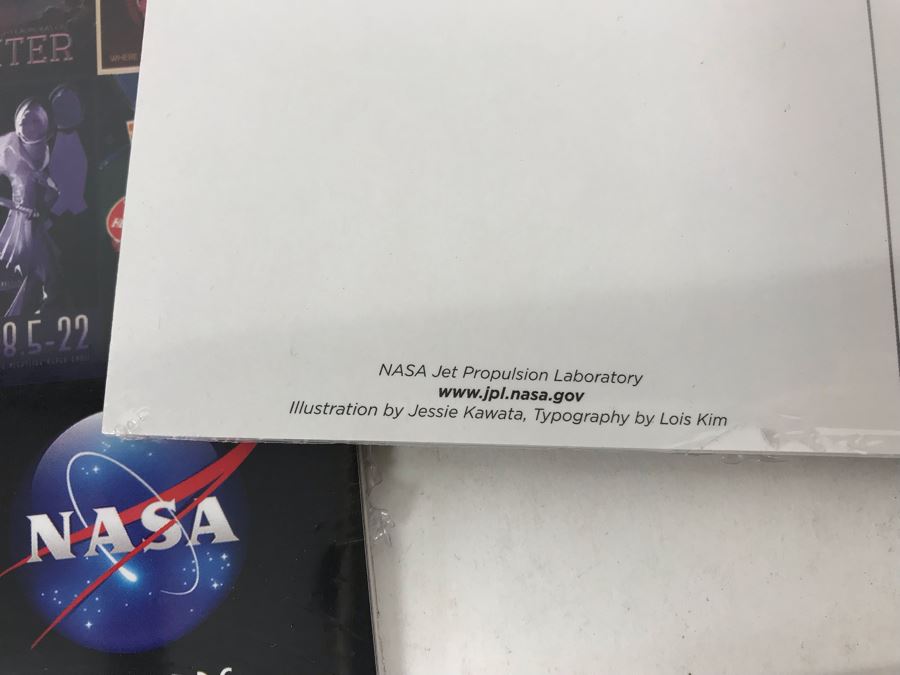 TER
WHERE
8.5-22
NASA Jet Propulsion Laboratory
www.jpl.nasa.gov
Illustration by Jessie Kawata, Typography by Lois Kim
NASA